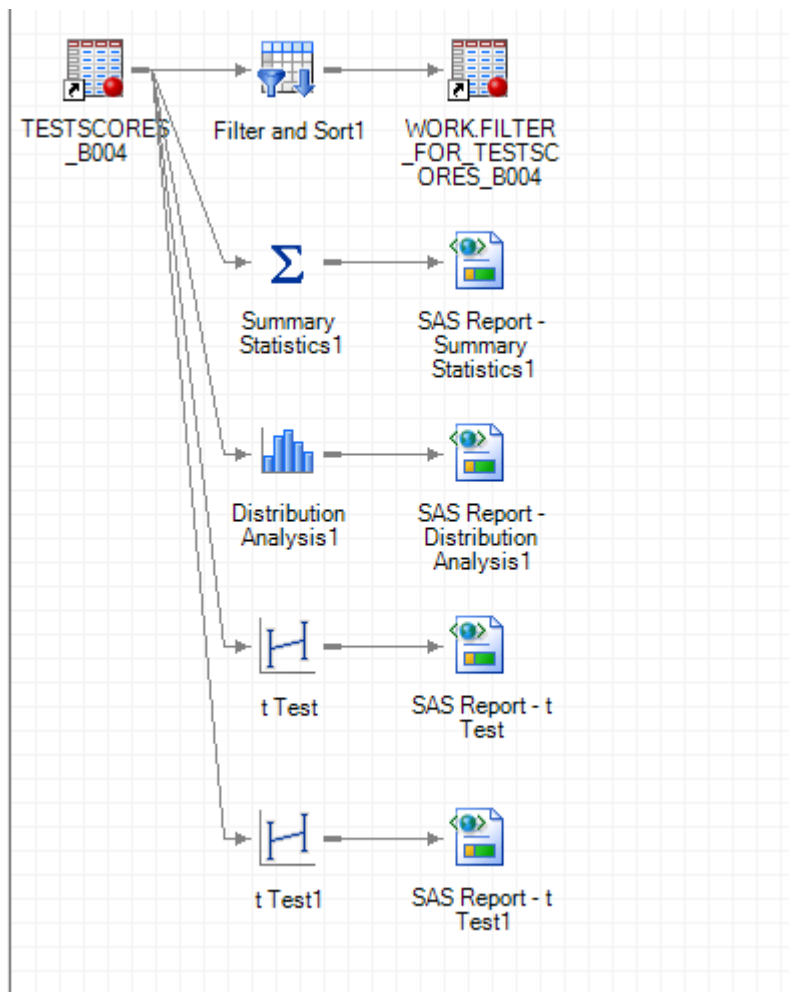 TESTSCORES
_B004
Filter and Sort1
WORK.FILTER
_FOR_TESTSC
ORES_B004
Summary
Statistics1
SAS Report -
Summary
Statistics1
Distribution
Analysis1
SAS Report -
Distribution
Analysis1
t Test
SAS Report - t
Test
t Test1
SAS Report - t
Test1